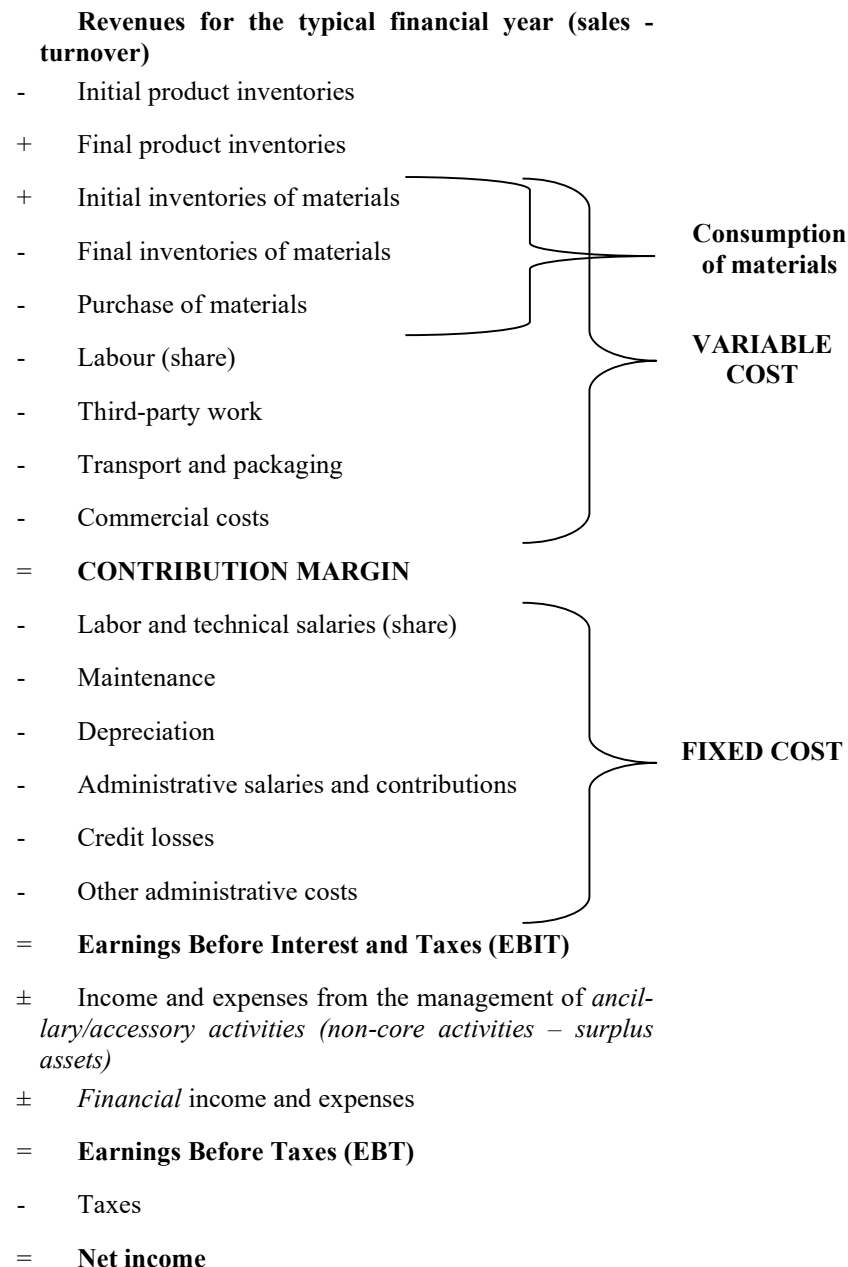 Revenues for the typical financial year (sales -
turnover)
- Initial product inventories
+ Final product inventories
+ Initial inventories of materials
- Final inventories of materials
- Purchase of materials
Consumption
of materials
- Labour (share)
- Third-party work
- Transport and packaging
- Commercial costs
VARIABLE
COST
= CONTRIBUTION MARGIN
- Labor and technical salaries (share)
- Maintenance
- Depreciation
- Administrative salaries and contributions
- Credit losses
- Other administrative costs
FIXED COST
= Earnings Before Interest and Taxes (EBIT)
± Income and expenses from the management of ancil-
lary/accessory activities (non-core activities – surplus
assets)
± Financial income and expenses
= Earnings Before Taxes (EBT)
- Taxes
= Net income